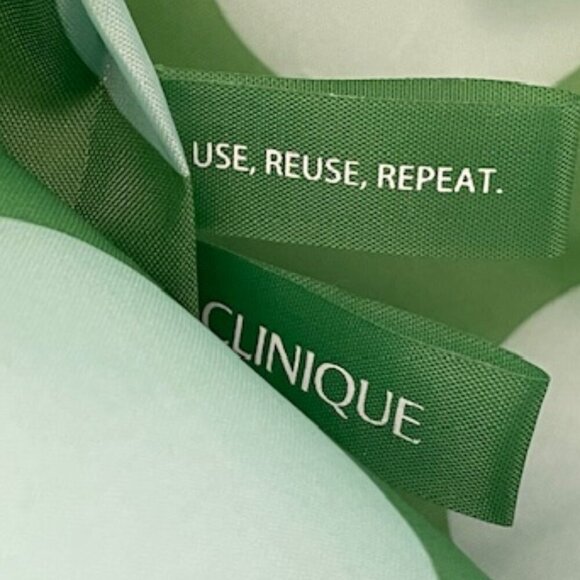 USE, REUSE, REPEAT.
CLINIQUE